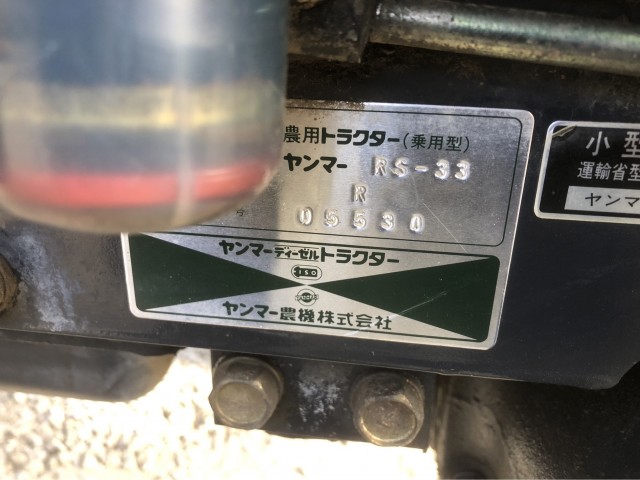 農用トラクター(乗用型)
ヤンマー RS-33
R
05530
ヤンマーディーゼルトラクター
ヤンマー農機株式会社
小型
運輸省型
ヤンマ